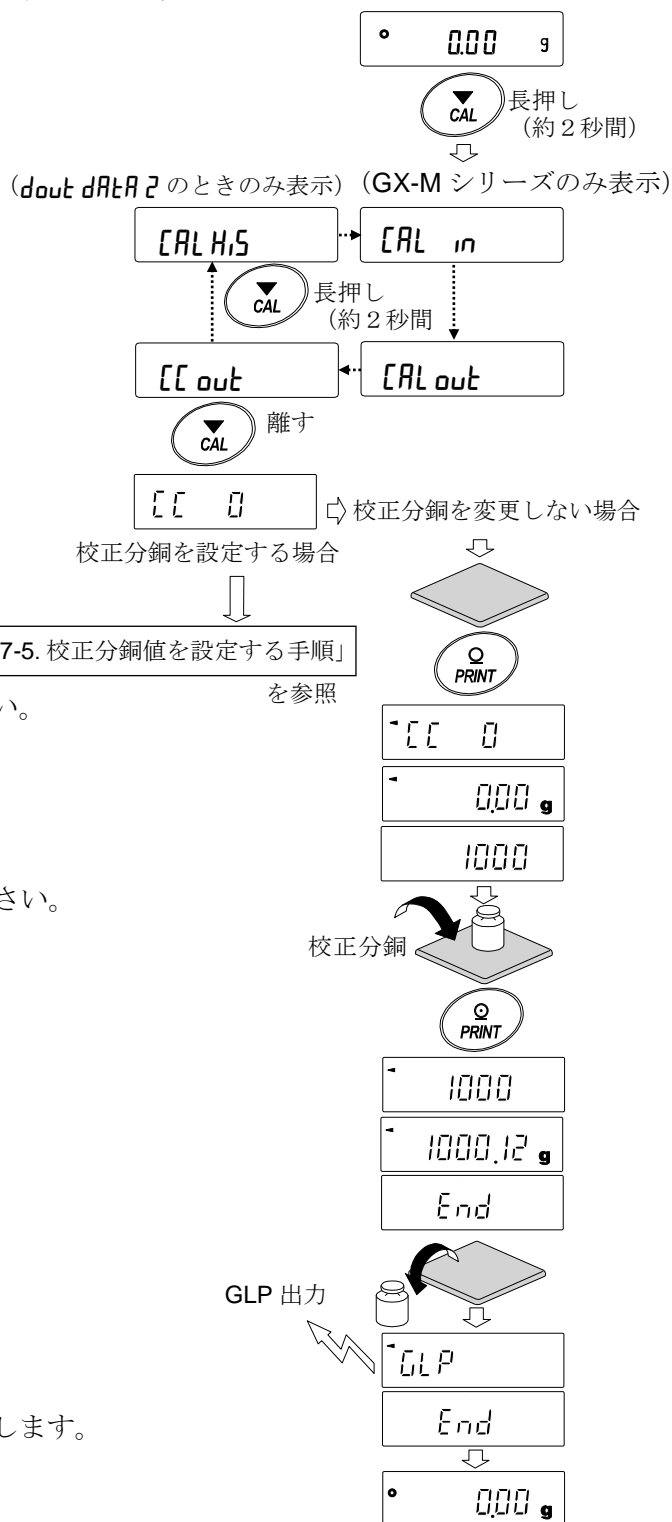 0.00 g
CAL
長押し
（約２秒間）
（dout dAtA 2 のときのみ表示）（GX-M シリーズのみ表示）
CAL HiS
CAL in
CAL
長押し
（約２秒間
CC out
CAL out
CAL
離す
CC 0
校正分銅を変更しない場合
校正分銅を設定する場合
7-5. 校正分銅値を設定する手順」
を参照
PRINT
い。
CC 0
0.00 g
1000
さい。
校正分銅
PRINT
1000
1000.12 g
End
GLP 出力
GLP
End
します。
0.00 g